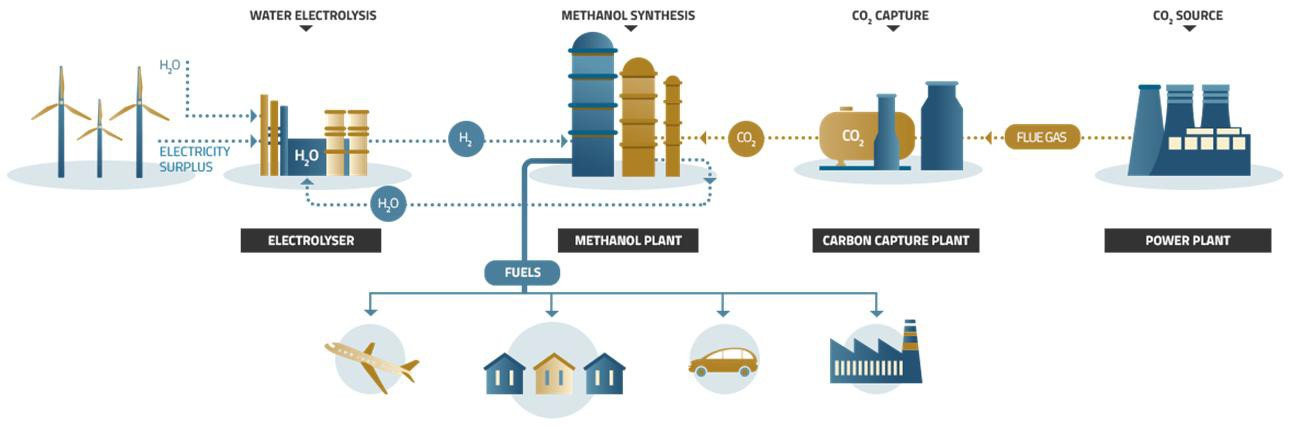 WATER ELECTROLYSIS
METHANOL SYNTHESIS
CO₂ CAPTURE
CO₂ SOURCE
H₂O
ELECTRICITY
SURPLUS
H₂O
H₂
CO₂
CO₂
FLUE GAS
H₂O
ELECTROLYSER
METHANOL PLANT
CARBON CAPTURE PLANT
POWER PLANT
FUELS